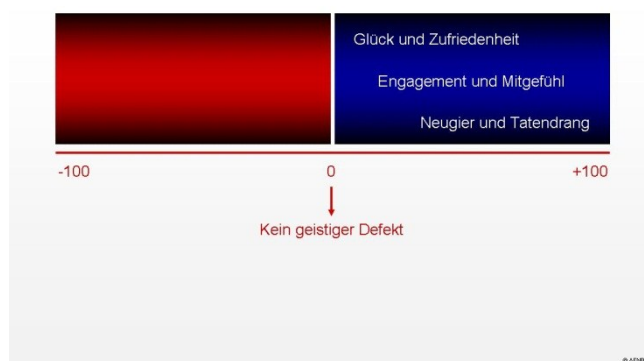 Glück und Zufriedenheit
Engagement und Mitgefühl
Neugier und Tatendrang
-100 0 +100
Kein geistiger Defekt